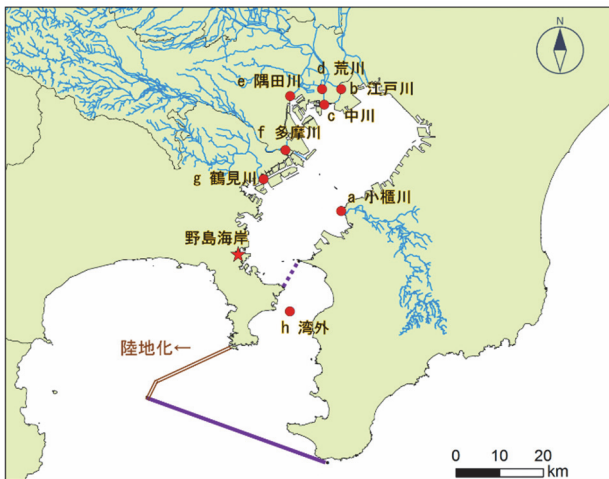 N
d 荒川
e 隅田川
b 江戸川
c 中川
f 多摩川
g 鶴見川
a 小櫃川
野島海岸
h 湾外
陸地化←
0 10 20
km